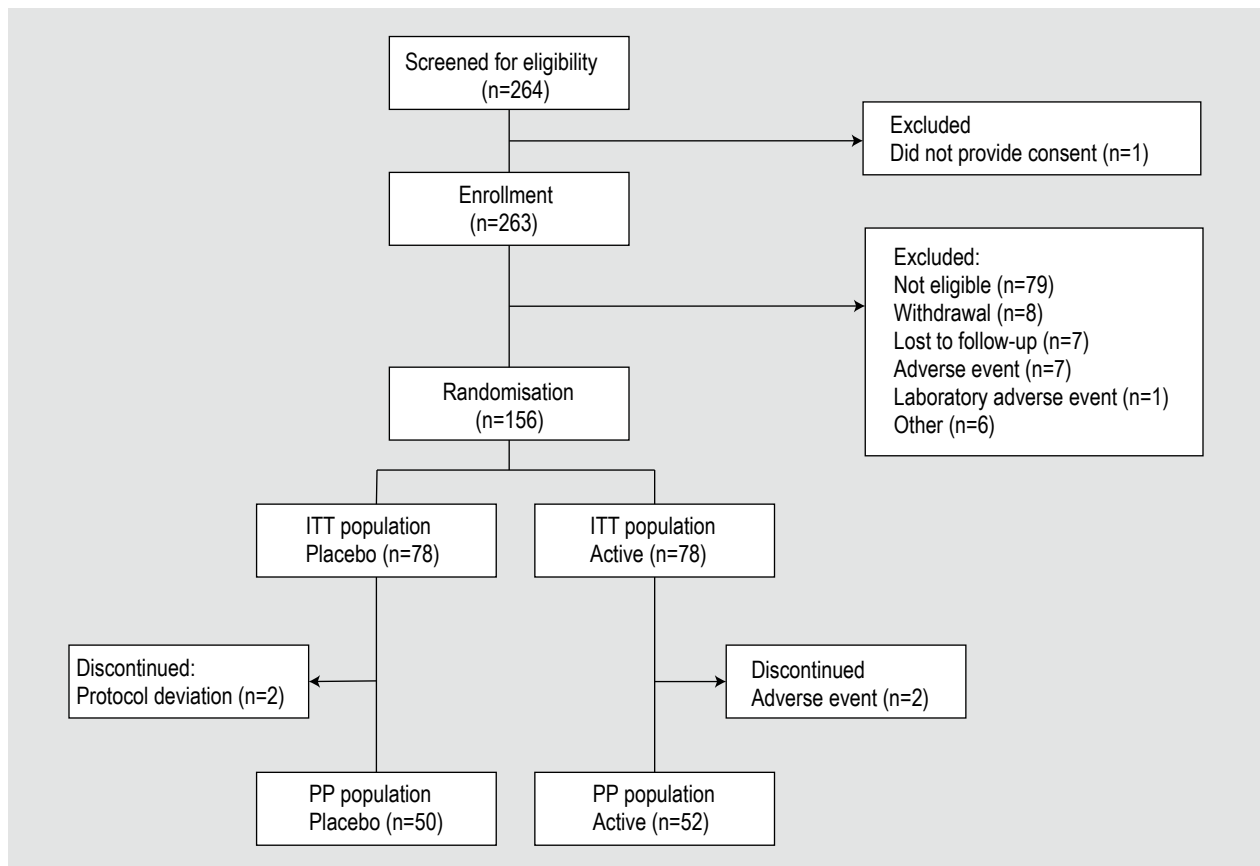 Screened for eligibility
(n=264)
Excluded
Did not provide consent (n=1)
Enrollment
(n=263)
Excluded:
Not eligible (n=79)
Withdrawal (n=8)
Lost to follow-up (n=7)
Adverse event (n=7)
Laboratory adverse event (n=1)
Other (n=6)
Randomisation
(n=156)
ITT population
Placebo (n=78)
ITT population
Active (n=78)
Discontinued:
Protocol deviation (n=2)
Discontinued
Adverse event (n=2)
PP population
Placebo (n=50)
PP population
Active (n=52)